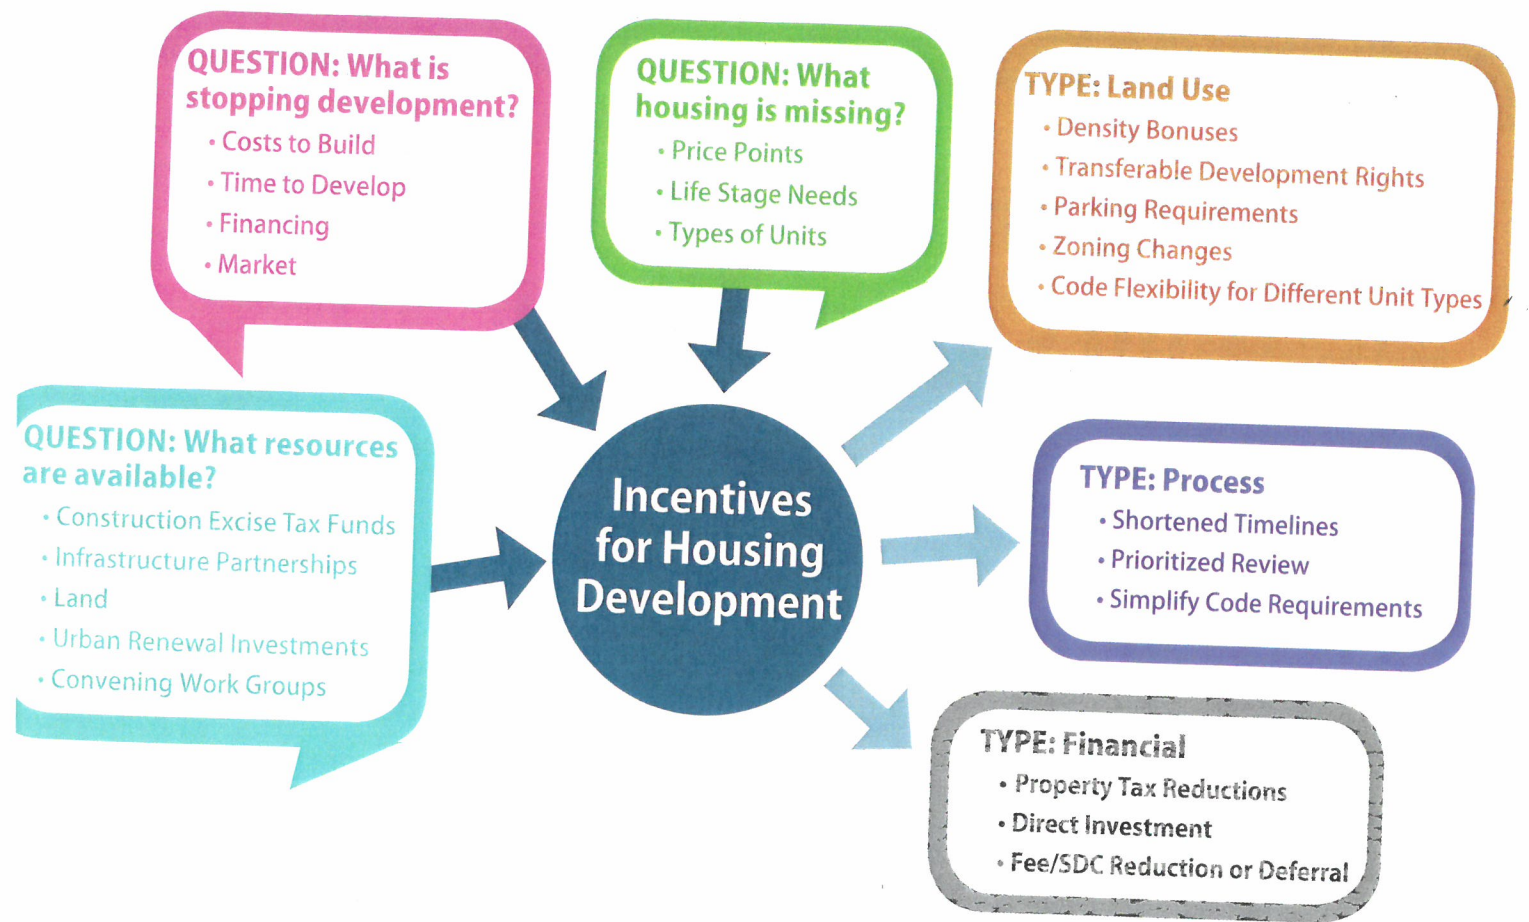 QUESTION: What is
stopping development?
• Costs to Build
• Time to Develop
• Financing
• Market
QUESTION: What
housing is missing?
• Price Points
• Life Stage Needs
• Types of Units
TYPE: Land Use
• Density Bonuses
• Transferable Development Rights
• Parking Requirements
• Zoning Changes
• Code Flexibility for Different Unit Types
QUESTION: What resources
are available?
• Construction Excise Tax Funds
• Infrastructure Partnerships
• Land
• Urban Renewal Investments
• Convening Work Groups
Incentives
for Housing
Development
TYPE: Process
• Shortened Timelines
• Prioritized Review
• Simplify Code Requirements
TYPE: Financial
• Property Tax Reductions
• Direct Investment
• Fee/SDC Reduction or Deferral